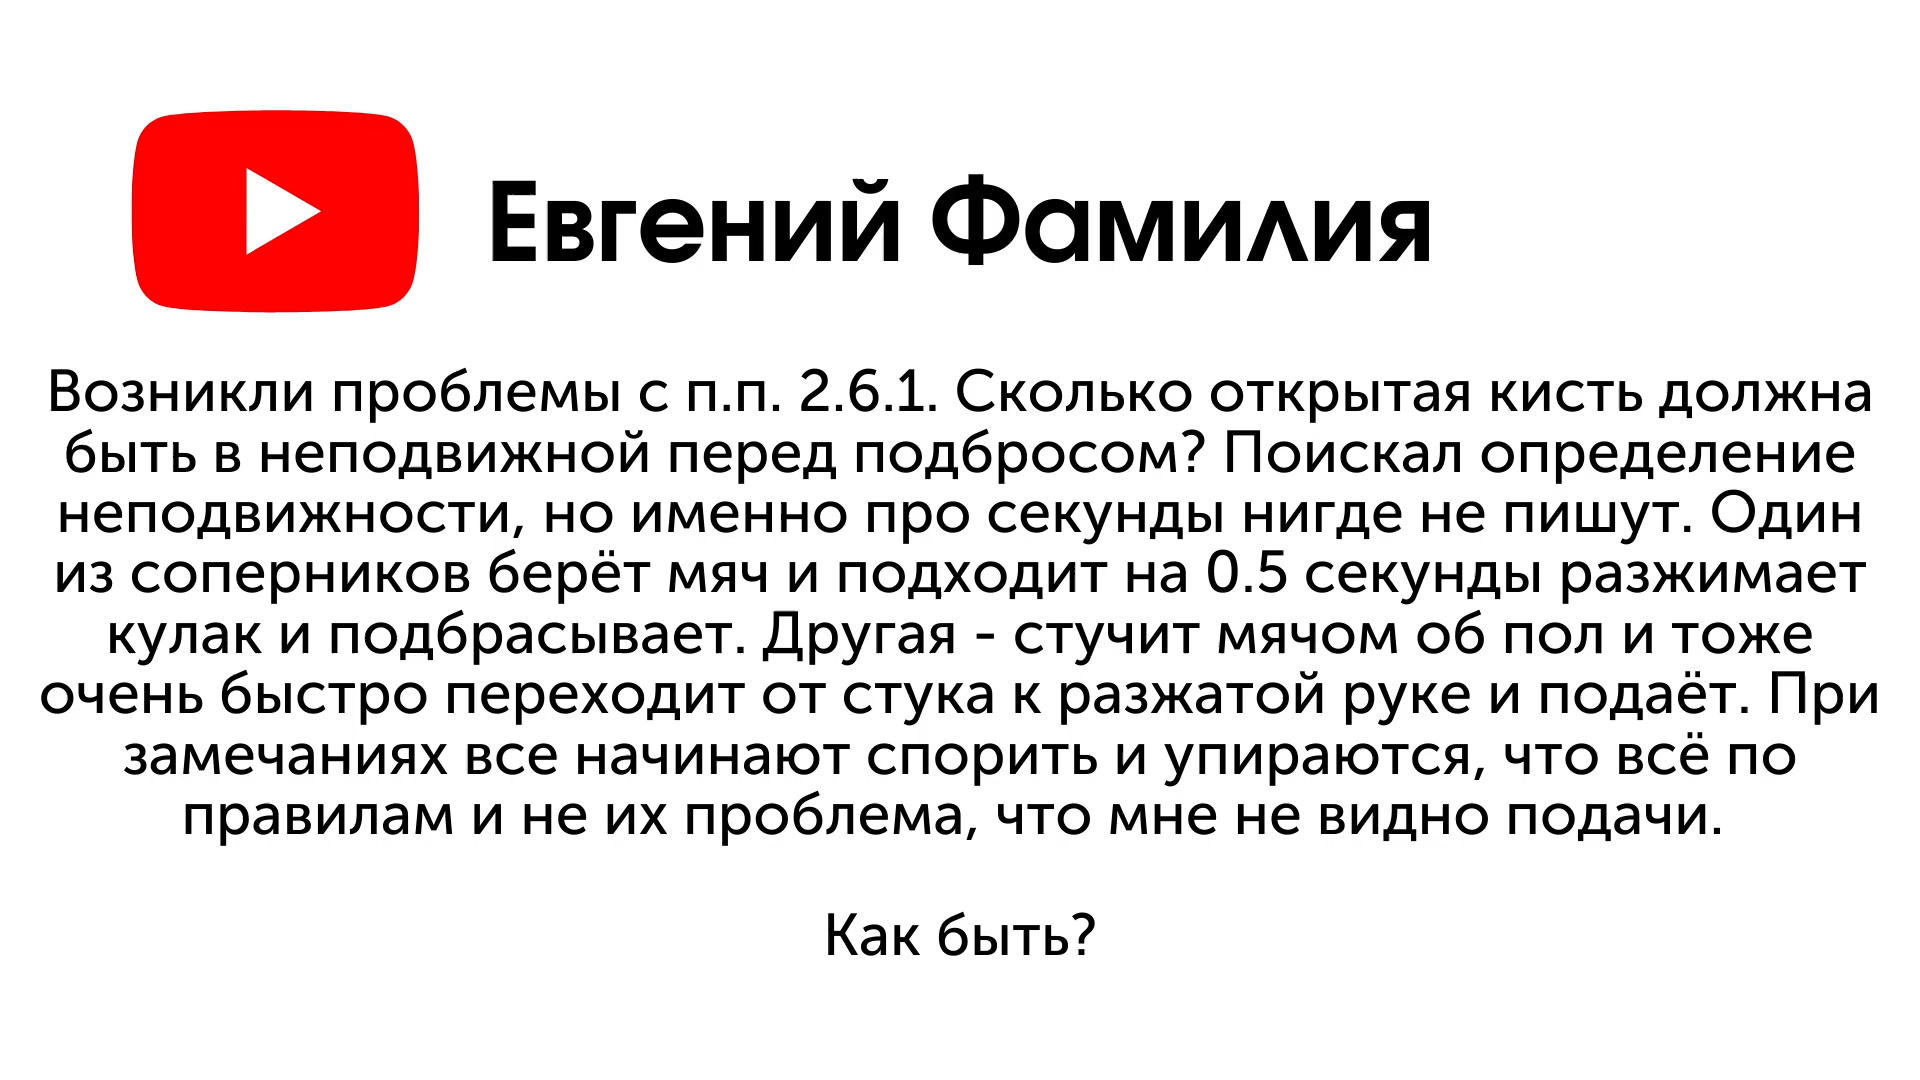 Евгений Фамилия
Возникли проблемы с п.п. 2.6.1. Сколько открытая кисть должна
быть в неподвижной перед подбросом? Поискал определение
неподвижности, но именно про секунды нигде не пишут. Один
из соперников берёт мяч и подходит на 0.5 секунды разжимает
кулак и подбрасывает. Другая - стучит мячом об пол и тоже
очень быстро переходит от стука к разжатой руке и подаёт. При
замечаниях все начинают спорить и упираются, что всё по
правилам и не их проблема, что мне не видно подачи.
Как быть?